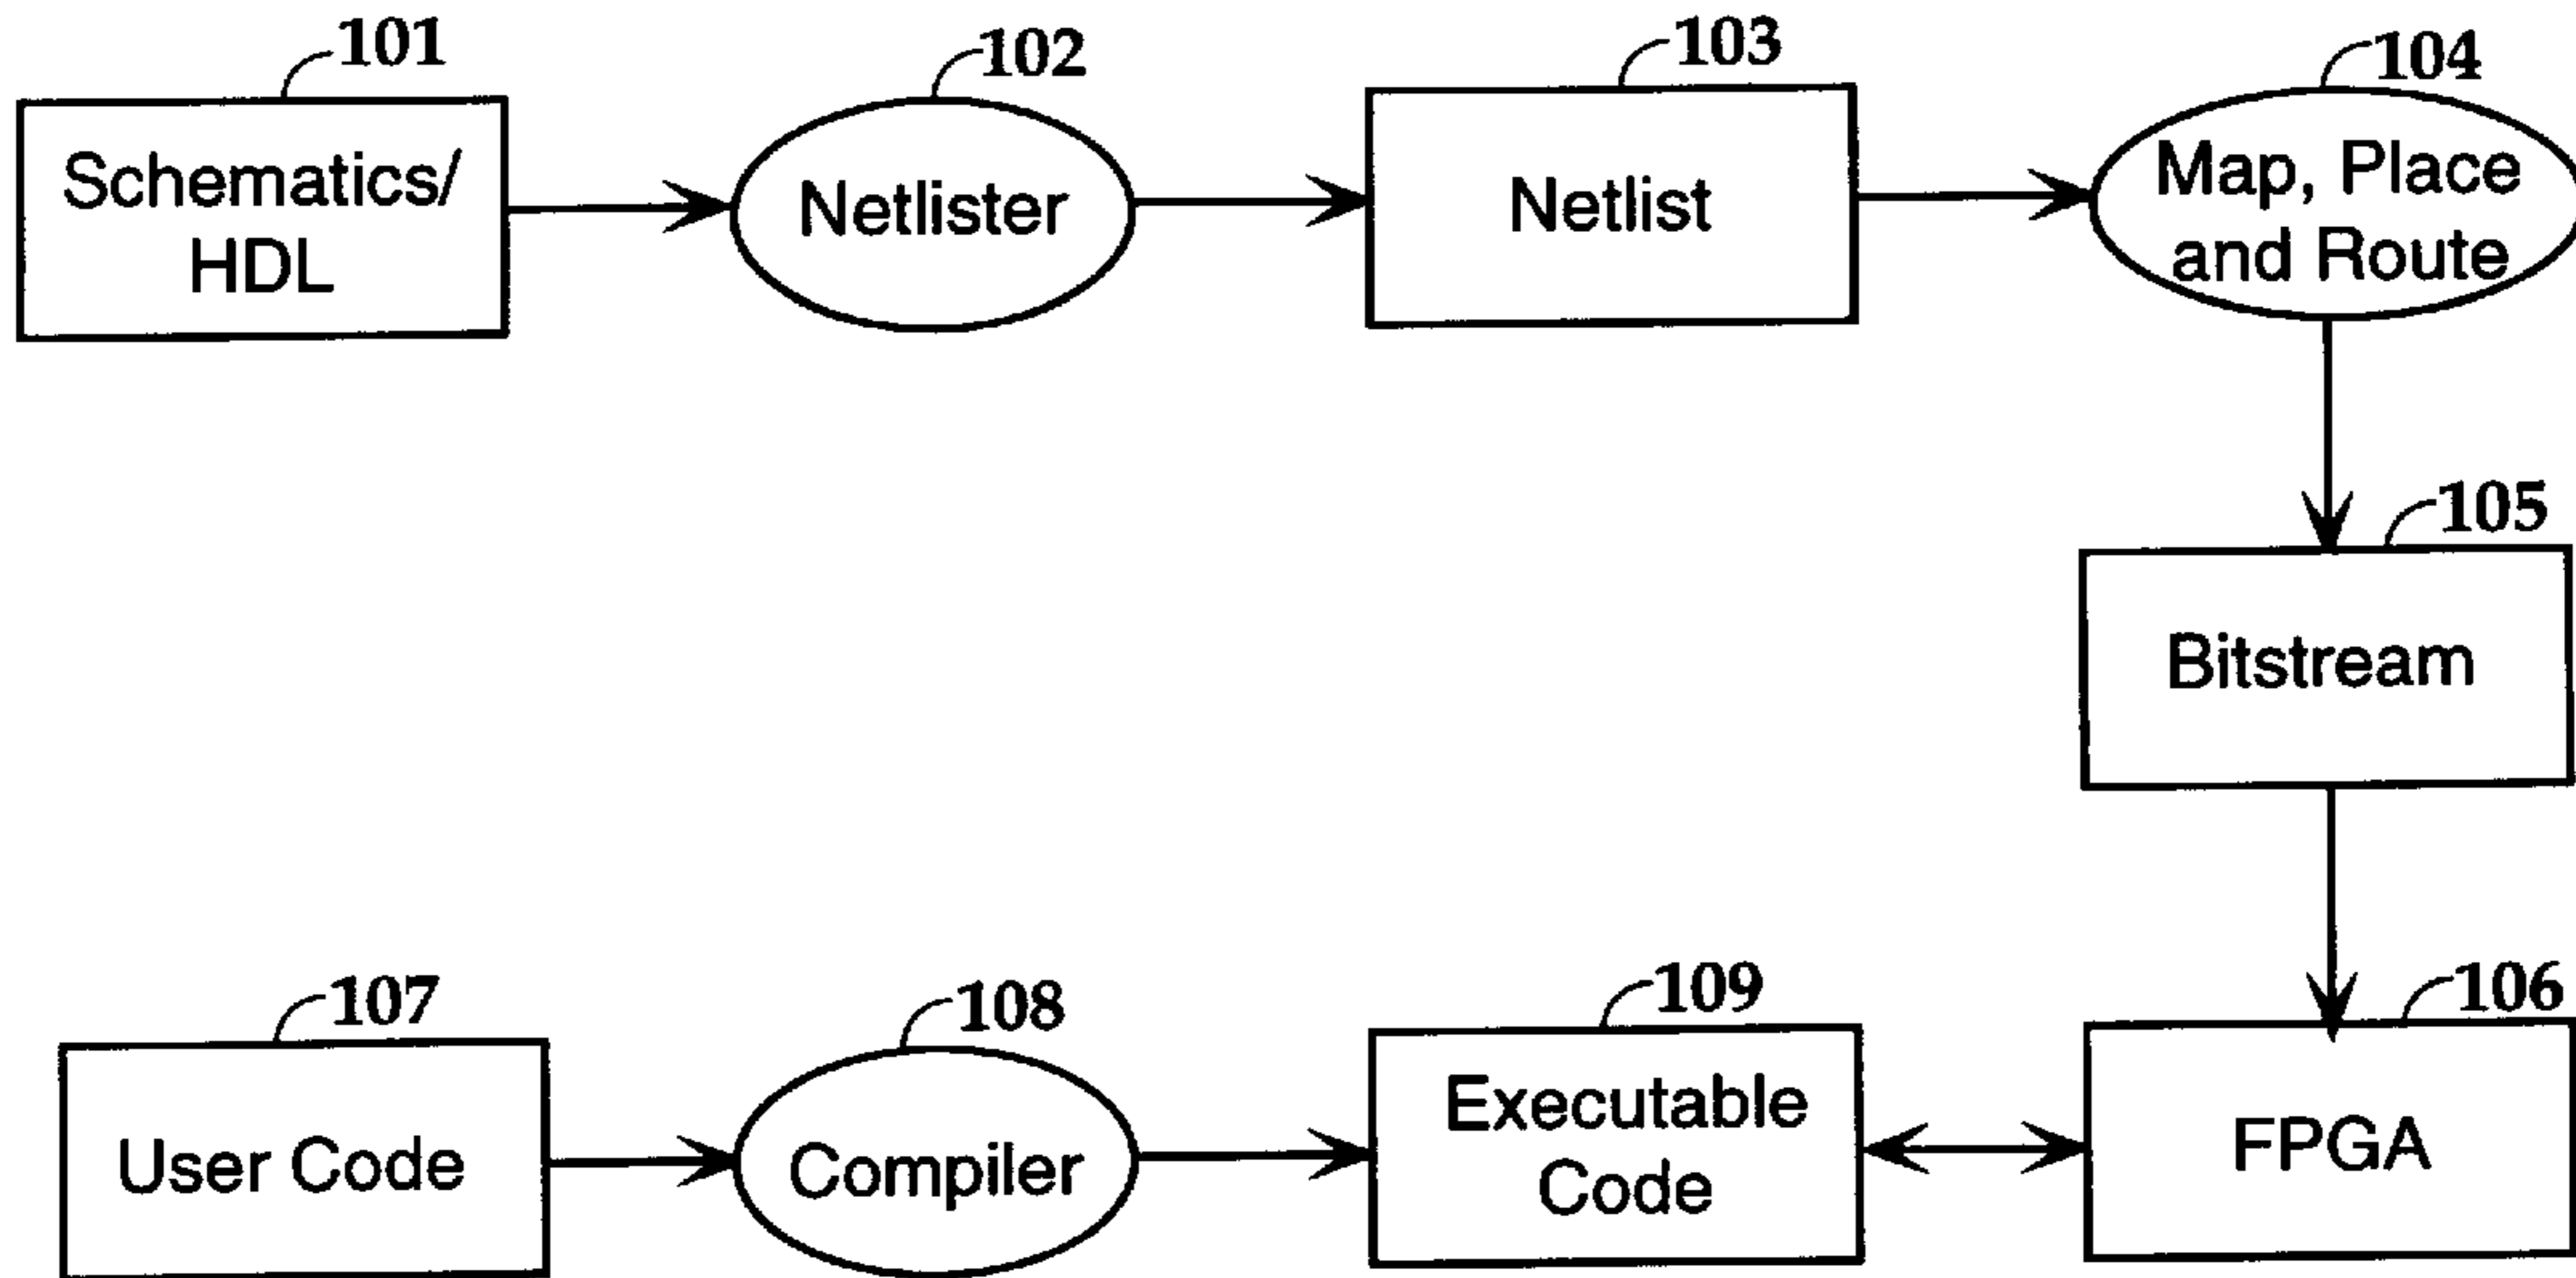 101
Schematics/
HDL
102
Netlister
103
Netlist
104
Map, Place
and Route
105
Bitstream
106
FPGA
107
User Code
108
Compiler
109
Executable
Code